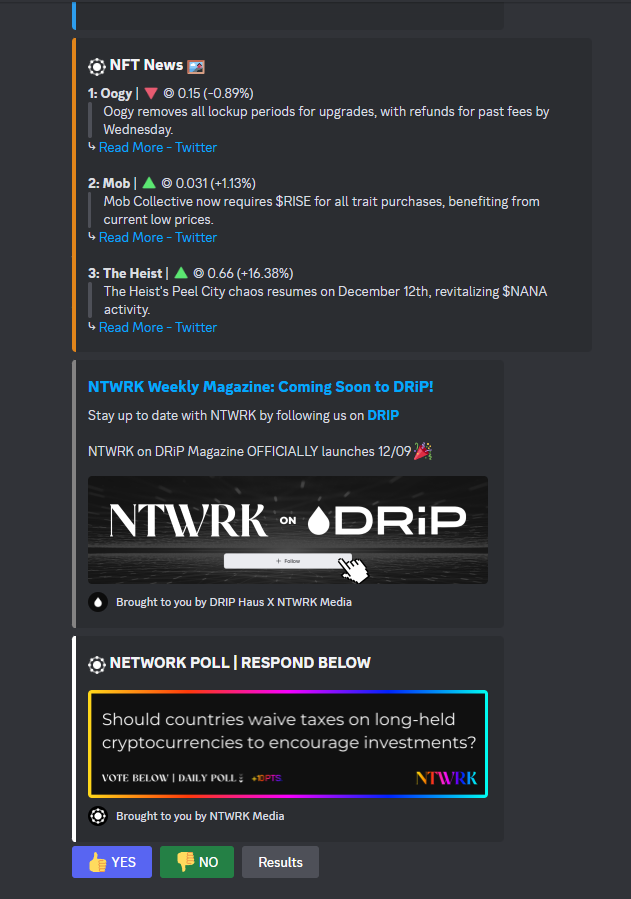 NFT News
1: Oogy | 🔻 ◎ 0.15 (-0.89%)
Oogy removes all lockup periods for upgrades, with refunds for past fees by
Wednesday.
⤷ Read More - Twitter
2: Mob | ▲ ◎ 0.031 (+1.13%)
Mob Collective now requires $RISE for all trait purchases, benefiting from
current low prices.
⤷ Read More - Twitter
3: The Heist | ▲ ◎ 0.66 (+16.38%)
The Heist's Peel City chaos resumes on December 12th, revitalizing $NANA
activity.
⤷ Read More - Twitter
NTWRK Weekly Magazine: Coming Soon to DRiP!
Stay up to date with NTWRK by following us on DRIP
NTWRK on DRiP Magazine OFFICIALLY launches 12/09 🎉
NTWRK ON DRiP
+ Follow
Brought to you by DRIP Haus X NTWRK Media
NETWORK POLL | RESPOND BELOW
Should countries waive taxes on long-held
cryptocurrencies to encourage investments?
VOTE BELOW | DAILY POLL +10PTS NTWRK
Brought to you by NTWRK Media
👍 YES 👎 NO Results